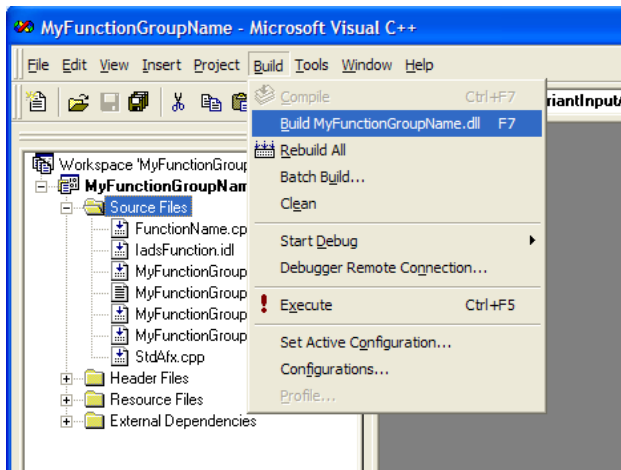 MyFunctionGroupName - Microsoft Visual C++
File Edit View Insert Project Build Tools Window Help
Compile Ctrl+F7
Build MyFunctionGroupName.dll F7
Rebuild All
Batch Build...
Clean
Start Debug
Debugger Remote Connection...
Execute Ctrl+F5
Set Active Configuration...
Configurations...
Profile...
riantInput
Workspace 'MyFunctionGroup
MyFunctionGroupNam
Source Files
FunctionName.cp
IadsFunction.idl
MyFunctionGroup
MyFunctionGroup
MyFunctionGroup
MyFunctionGroup
StdAfx.cpp
Header Files
Resource Files
External Dependencies